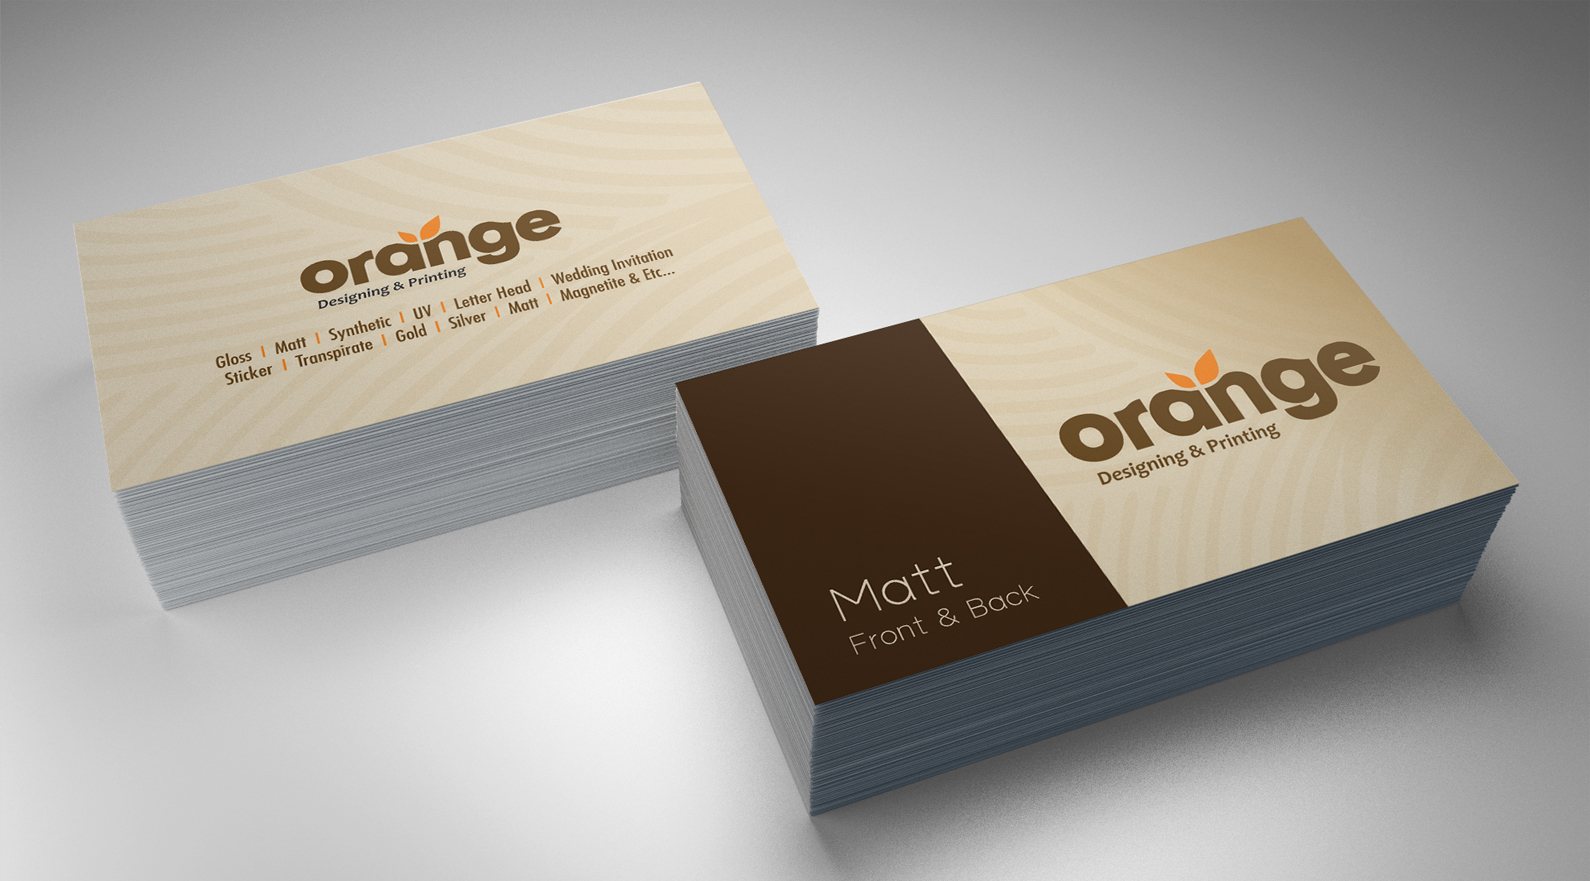 orange
Designing & Printing
Gloss | Matt | Synthetic | UV | Letter Head | Wedding Invitation
Sticker | Transpirate | Gold | Silver | Matt | Magnetite & Etc...
orange
Designing & Printing
Matt
Front & Back